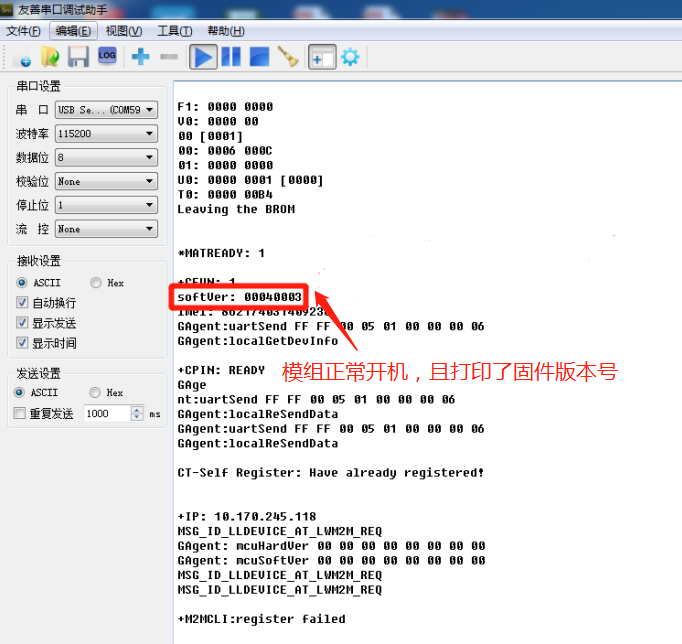 友善串口调试助手
文件(F) 编辑(E) 视图(V) 工具(T) 帮助(H)
LOG
串口设置
串 口 USB Se... (COM59
波特率 115200
数据位 8
校验位 None
停止位 1
流 控 None
接收设置
ASCII Hex
自动换行
显示发送
显示时间
发送设置
ASCII Hex
重复发送 1000 ms
F1: 0000 0000
V0: 0000 00
00 [0001]
00: 0006 000C
01: 0000 0000
U0: 0000 0001 [0000]
T0: 0000 00B4
Leaving the BROM
*MATREADY: 1
+CFUN: 1
softVer: 00040003
GAgent:uartSend FF FF 00 05 01 00 00 00 06
GAgent:localGetDevInfo
+CPIN: READY
模组正常开机，且打印了固件版本号
GAge
nt:uartSend FF FF 00 05 01 00 00 00 06
GAgent:localReSendData
GAgent:uartSend FF FF 00 05 01 00 00 00 06
GAgent:localReSendData
CT-Self Register: Have already registered!
+IP: 10.170.245.118
MSG_ID_LLDEVICE_AT_LWM2M_REQ
GAgent: mcuHardVer 00 00 00 00 00 00 00 00
GAgent: mcuSoftVer 00 00 00 00 00 00 00 00
MSG_ID_LLDEVICE_AT_LWM2M_REQ
MSG_ID_LLDEVICE_AT_LWM2M_REQ
+M2MCLI:register failed